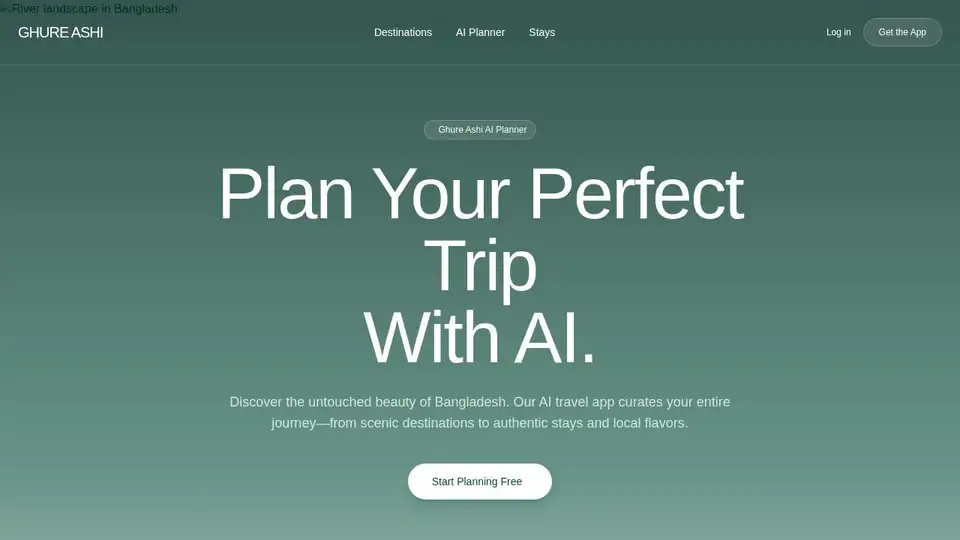 River landscape in Bangladesh
GHURE ASHI
Destinations
AI Planner
Stays
Log in
Get the App
Ghure Ashi AI Planner
Plan Your Perfect
Trip
With AI.
Discover the untouched beauty of Bangladesh. Our AI travel app curates your entire
journey—from scenic destinations to authentic stays and local flavors.
Start Planning Free